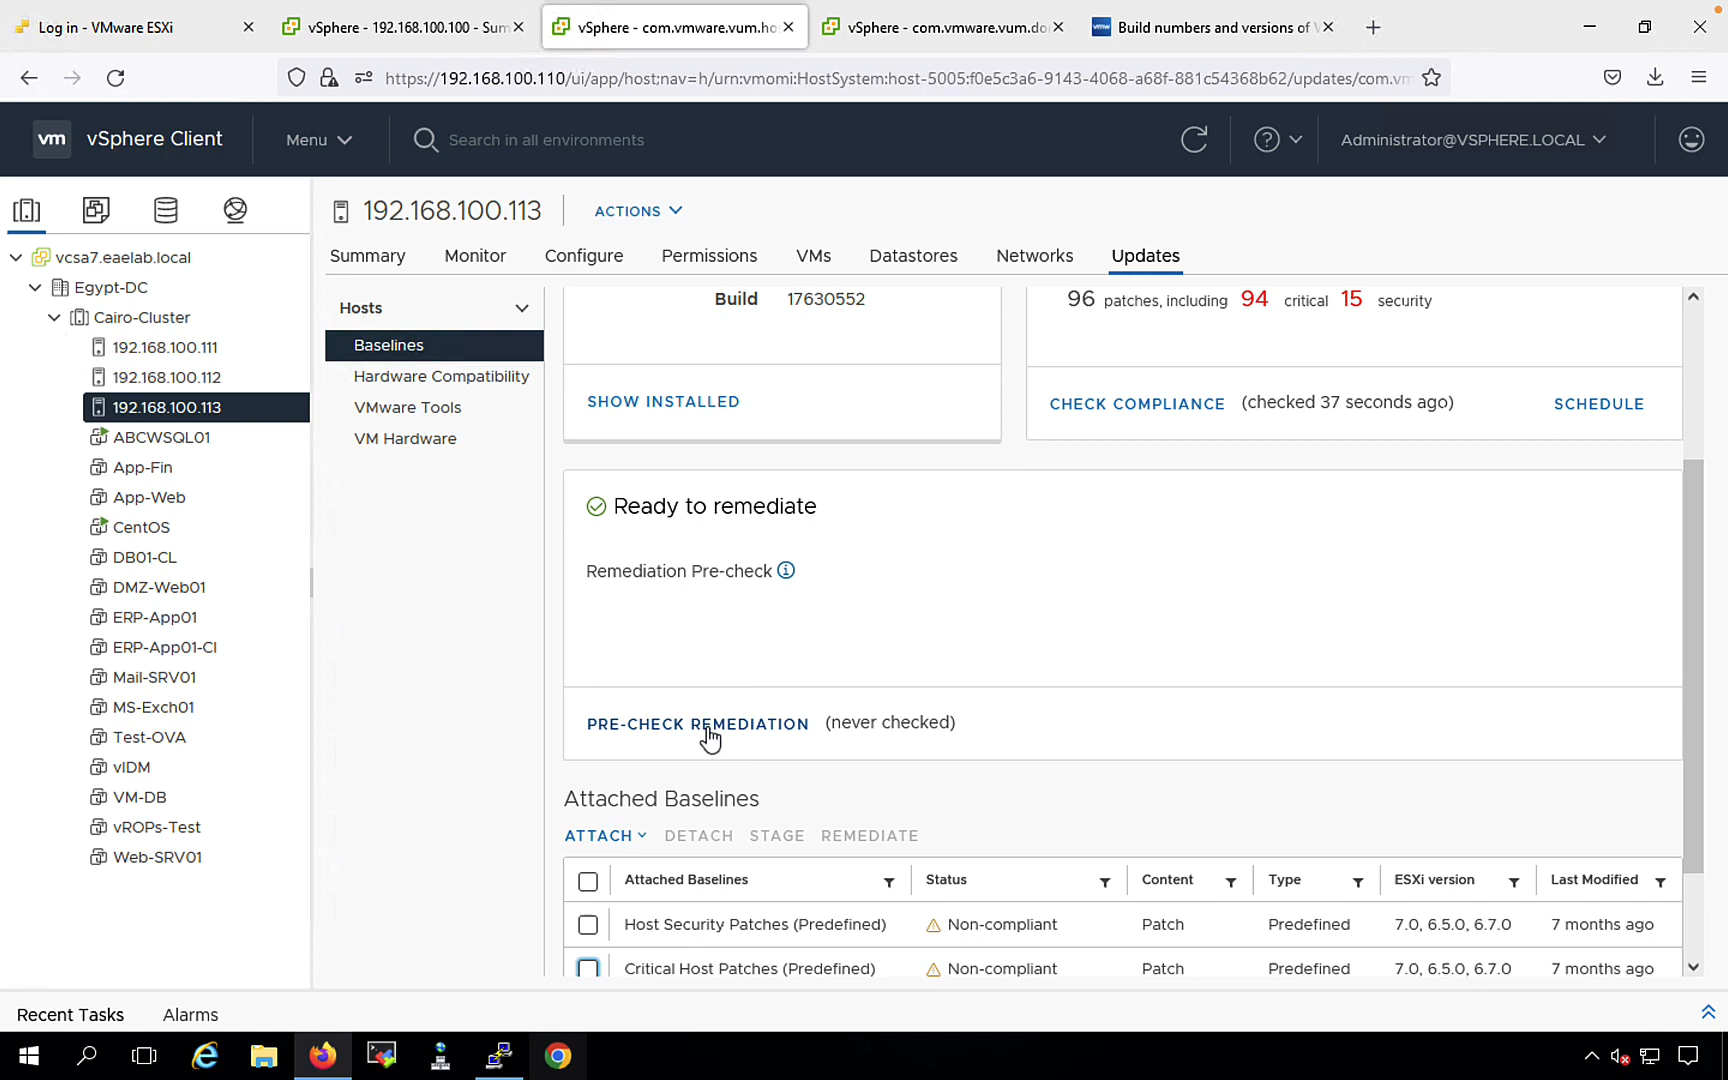 Log in - VMware ESXi
vSphere - 192.168.100.100 - Sum
vSphere - com.vmware.vum.ho
vSphere - com.vmware.vum.do
vmw
Build numbers and versions of V
https://192.168.100.110/ui/app/host;nav=h/urn:vmomi:HostSystem:host-5005:f0e5c3a6-9143-4068-a68f-881c54368b62/updates/com.vm
vm vSphere Client
Menu
Search in all environments
Administrator@VSPHERE.LOCAL
192.168.100.113
ACTIONS
Summary Monitor Configure Permissions VMs Datastores Networks Updates
vcsa7.eaelab.local
Egypt-DC
Cairo-Cluster
192.168.100.111
192.168.100.112
192.168.100.113
ABCWSQL01
App-Fin
App-Web
CentOS
DB01-CL
DMZ-Web01
ERP-App01
ERP-App01-Cl
Mail-SRV01
MS-Exch01
Test-OVA
vIDM
VM-DB
vROPs-Test
Web-SRV01
Hosts
Baselines
Hardware Compatibility
VMware Tools
VM Hardware
Build 17630552
SHOW INSTALLED
96 patches, including 94 critical 15 security
CHECK COMPLIANCE (checked 37 seconds ago) SCHEDULE
Ready to remediate
Remediation Pre-check
PRE-CHECK REMEDIATION (never checked)
Attached Baselines
ATTACH DETACH STAGE REMEDIATE
Attached Baselines Status Content Type ESXi version Last Modified
Host Security Patches (Predefined) Non-compliant Patch Predefined 7.0, 6.5.0, 6.7.0 7 months ago
Critical Host Patches (Predefined) Non-compliant Patch Predefined 7.0, 6.5.0, 6.7.0 7 months ago
Recent Tasks Alarms